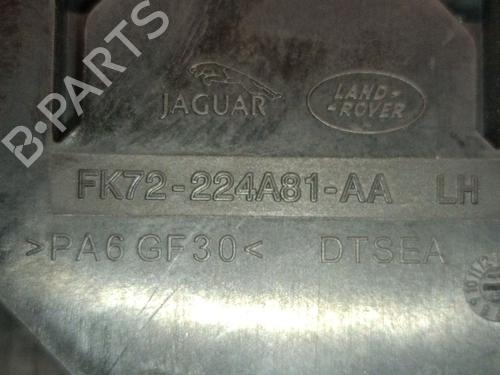 B-PARTS
JAGUAR
LAND-
-ROVER
FK72-224A81-AA LH
>PA6 GF30< DTSEA